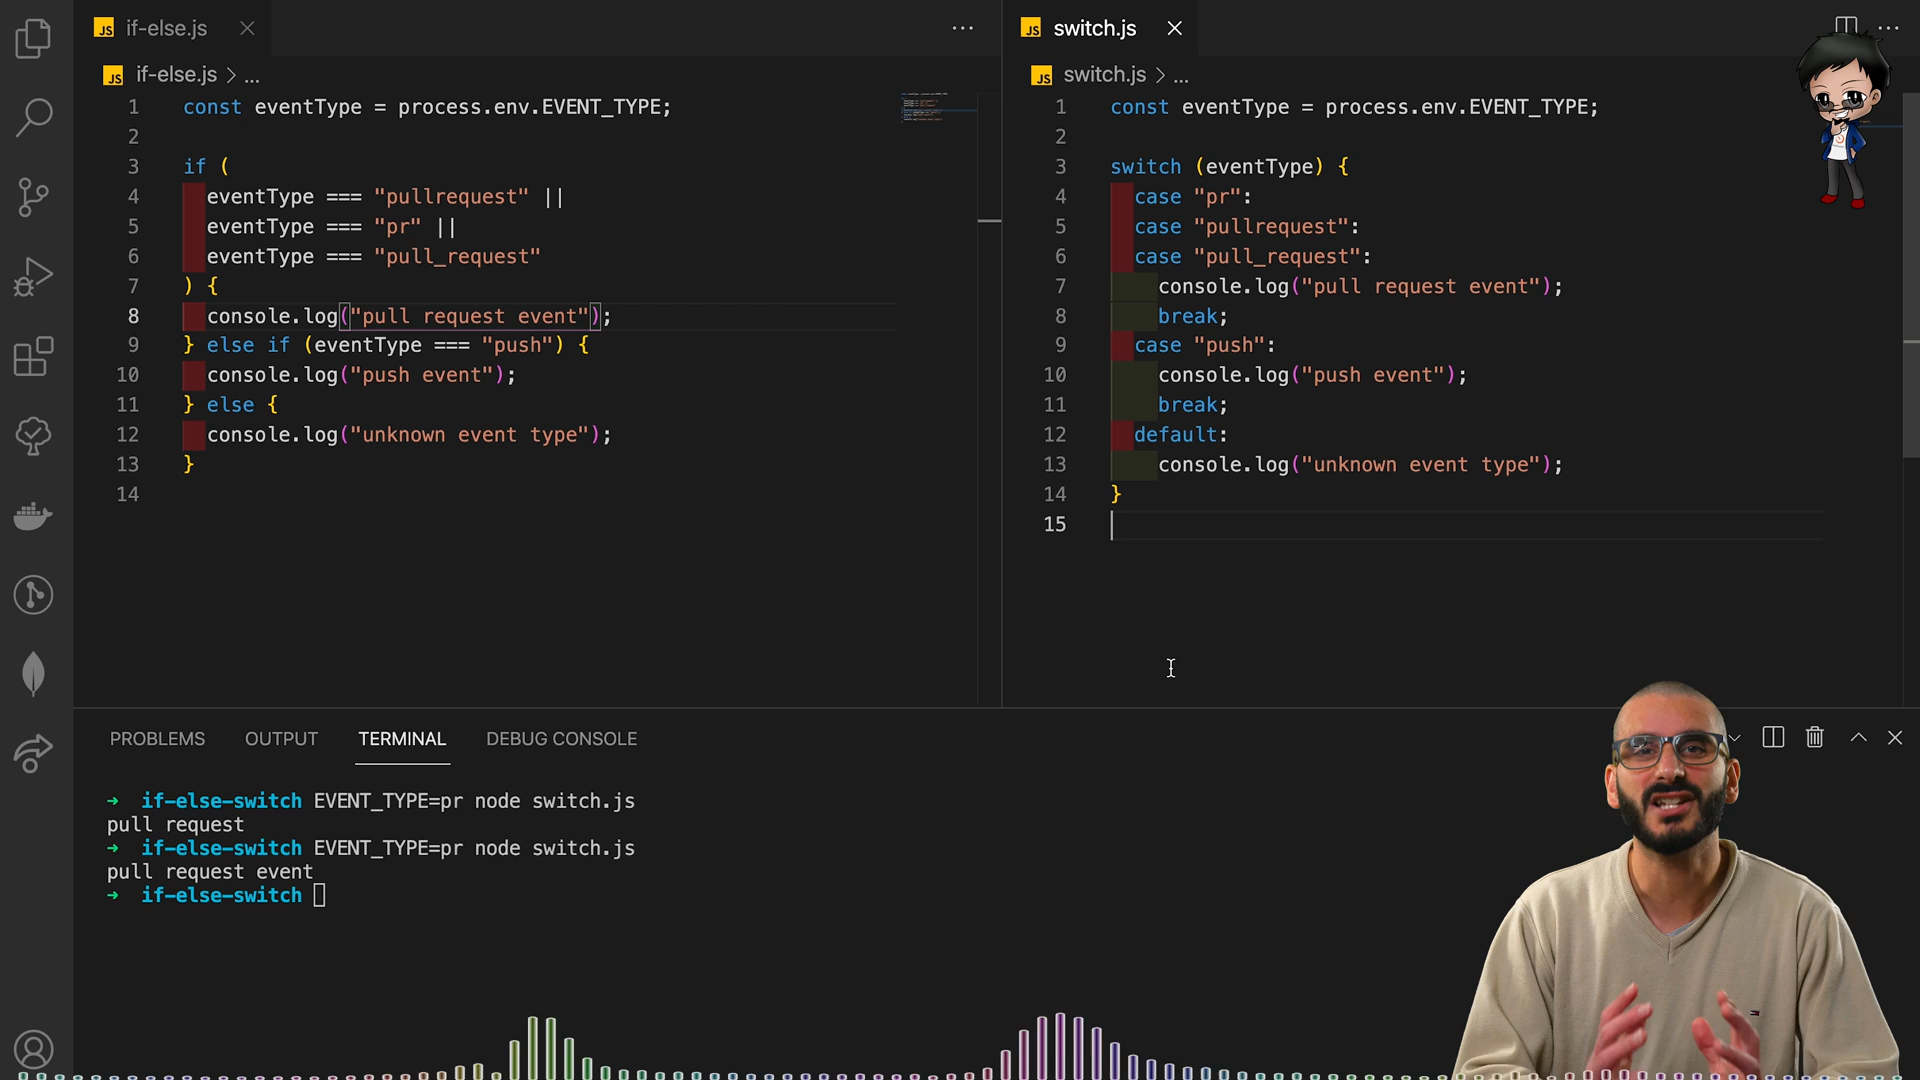 JS if-else.js
JS if-else.js > ...
1 const eventType = process.env.EVENT_TYPE;
2
3 if (
4 eventType === "pullrequest" ||
5 eventType === "pr" ||
6 eventType === "pull_request"
7 ) {
8 console.log("pull request event");
9 } else if (eventType === "push") {
10 console.log("push event");
11 } else {
12 console.log("unknown event type");
13 }
14
JS switch.js
JS switch.js > ...
1 const eventType = process.env.EVENT_TYPE;
2
3 switch (eventType) {
4 case "pr":
5 case "pullrequest":
6 case "pull_request":
7 console.log("pull request event");
8 break;
9 case "push":
10 console.log("push event");
11 break;
12 default:
13 console.log("unknown event type");
14 }
15
PROBLEMS OUTPUT TERMINAL DEBUG CONSOLE
➜ if-else-switch EVENT_TYPE=pr node switch.js
pull request
➜ if-else-switch EVENT_TYPE=pr node switch.js
pull request event
➜ if-else-switch